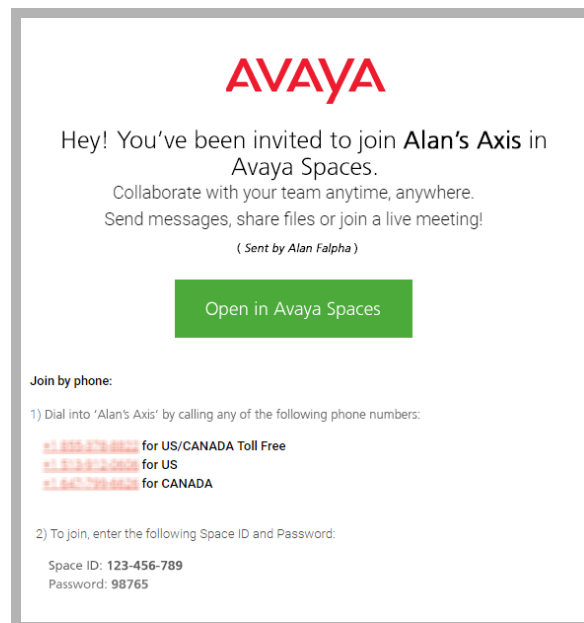 AVAYA
Hey! You've been invited to join Alan's Axis in
Avaya Spaces.
Collaborate with your team anytime, anywhere.
Send messages, share files or join a live meeting!
( Sent by Alan Falpha )
Open in Avaya Spaces
Join by phone:
1) Dial into 'Alan's Axis' by calling any of the following phone numbers:
for US/CANADA Toll Free
for US
for CANADA
2) To join, enter the following Space ID and Password:
Space ID: 123-456-789
Password: 98765